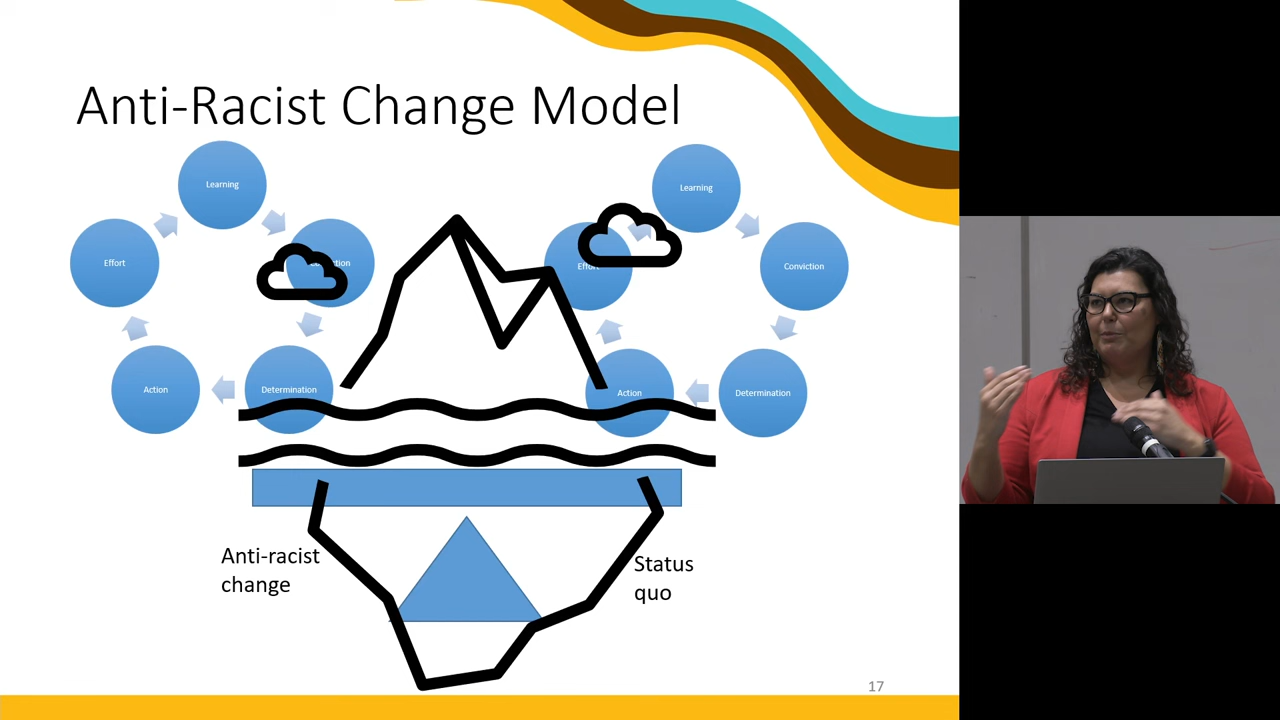 Anti-Racist Change Model
Learning
Effort
Action
Determination
Learning
Effort
Conviction
Action
Determination
Anti-racist
change
Status
quo
17